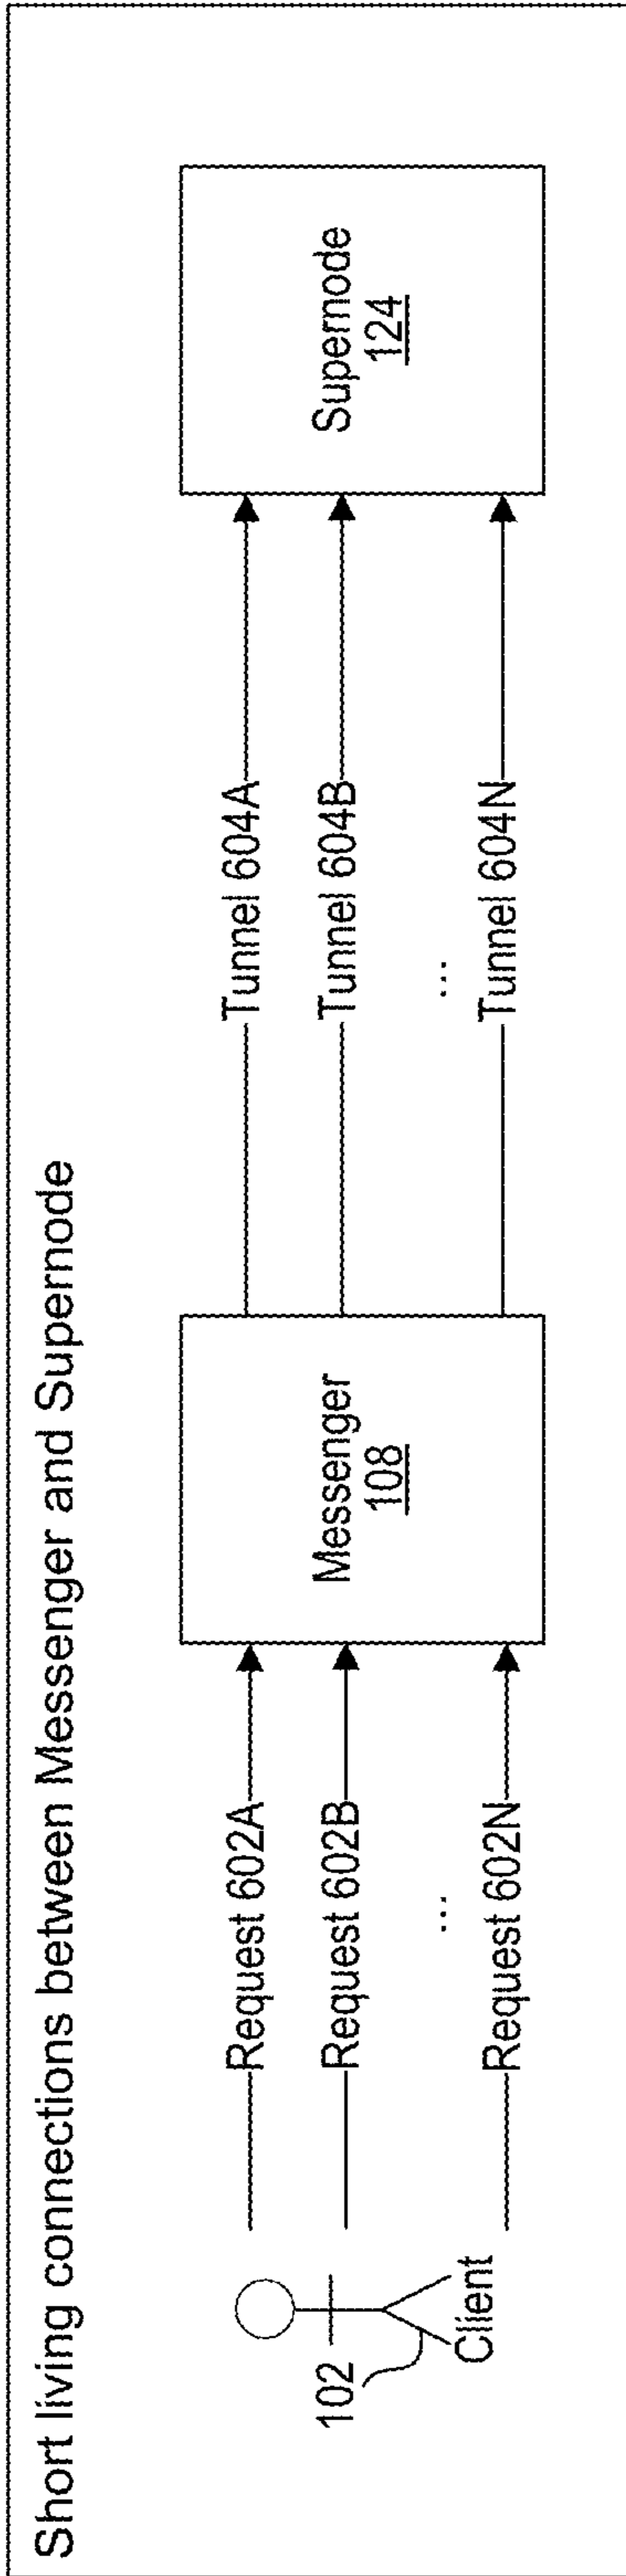 Short living connections between Messenger and Supernode
102
Client
Request 602A
Request 602B
...
Request 602N
Messenger
108
Tunnel 604A
Tunnel 604B
...
Tunnel 604N
Supernode
124